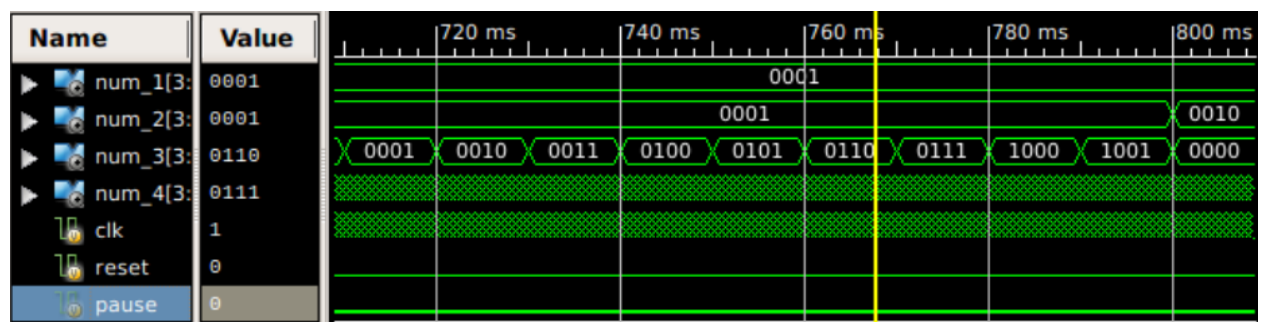 Name Value 720 ms 740 ms 760 ms 780 ms 800 ms
num_1[3: 0001 0001
num_2[3: 0001 0001 0010
num_3[3: 0110 0001 0010 0011 0100 0101 0110 0111 1000 1001 0000
num_4[3: 0111
clk 1
reset 0
pause 0